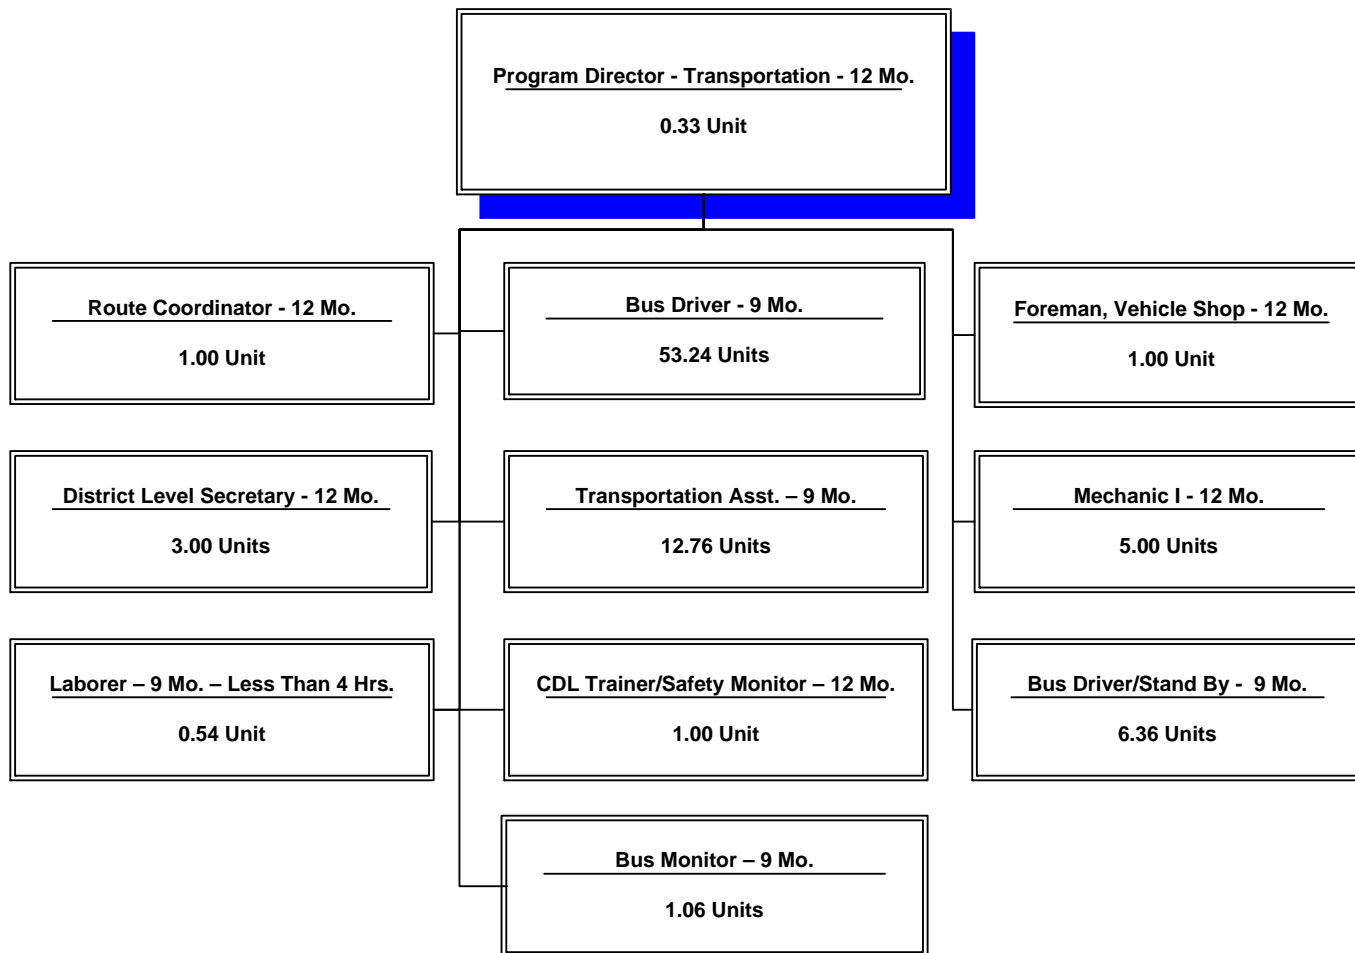 Program Director - Transportation - 12 Mo.
0.33 Unit
Route Coordinator - 12 Mo.
1.00 Unit
Bus Driver - 9 Mo.
53.24 Units
Foreman, Vehicle Shop - 12 Mo.
1.00 Unit
District Level Secretary - 12 Mo.
3.00 Units
Transportation Asst. – 9 Mo.
12.76 Units
Mechanic I - 12 Mo.
5.00 Units
Laborer – 9 Mo. – Less Than 4 Hrs.
0.54 Unit
CDL Trainer/Safety Monitor – 12 Mo.
1.00 Unit
Bus Driver/Stand By - 9 Mo.
6.36 Units
Bus Monitor – 9 Mo.
1.06 Units